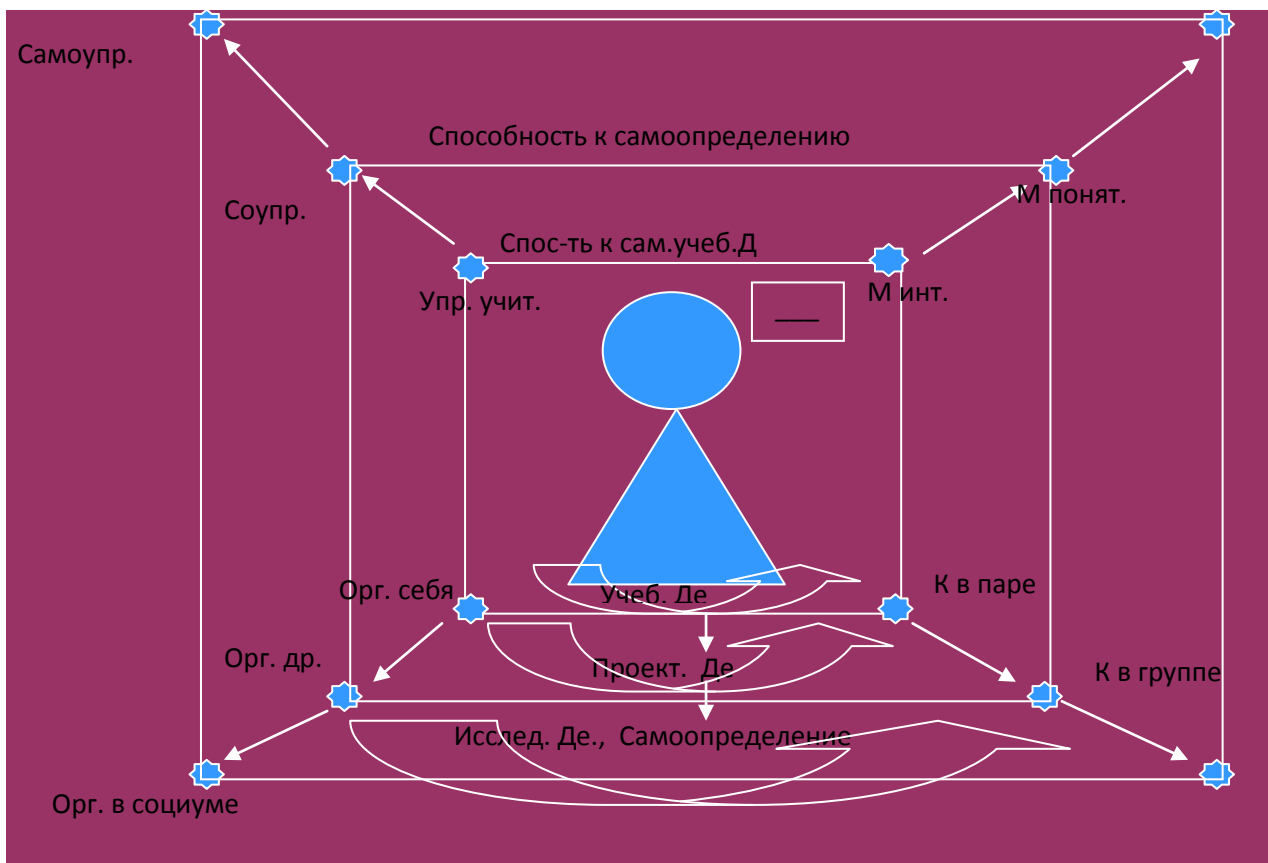 Самоупр.
Способность к самоопределению
М понят.
Соупр.
Спос-ть к сам.учеб.Д
Упр. учит.
М инт.
Орг. себя
Учеб. Де
К в паре
Орг. др.
Проект. Де
К в группе
Исслед. Де., Самоопределение
Орг. в социуме